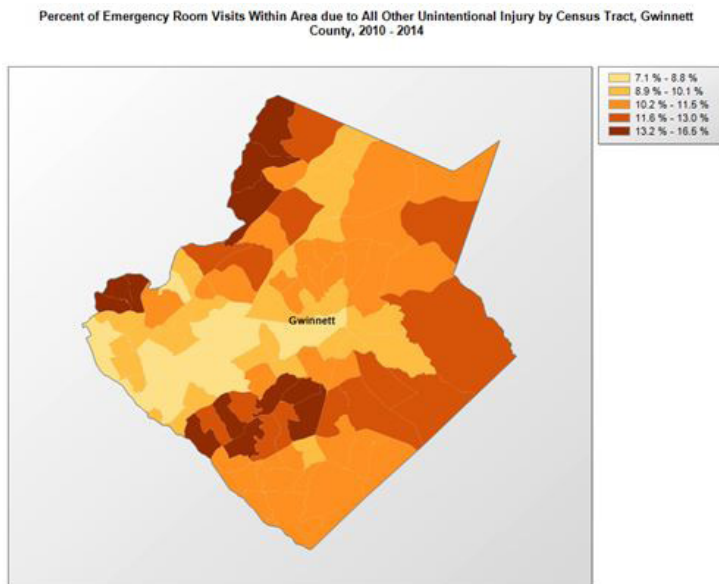 Percent of Emergency Room Visits Within Area due to All Other Unintentional Injury by Census Tract, Gwinnett
County, 2010 - 2014
7.1 % - 8.8 %
8.9% - 10.1 %
10.2 % - 11.5 %
11.6 % - 13.0 %
13.2 % - 16.5 %
Gwinnett